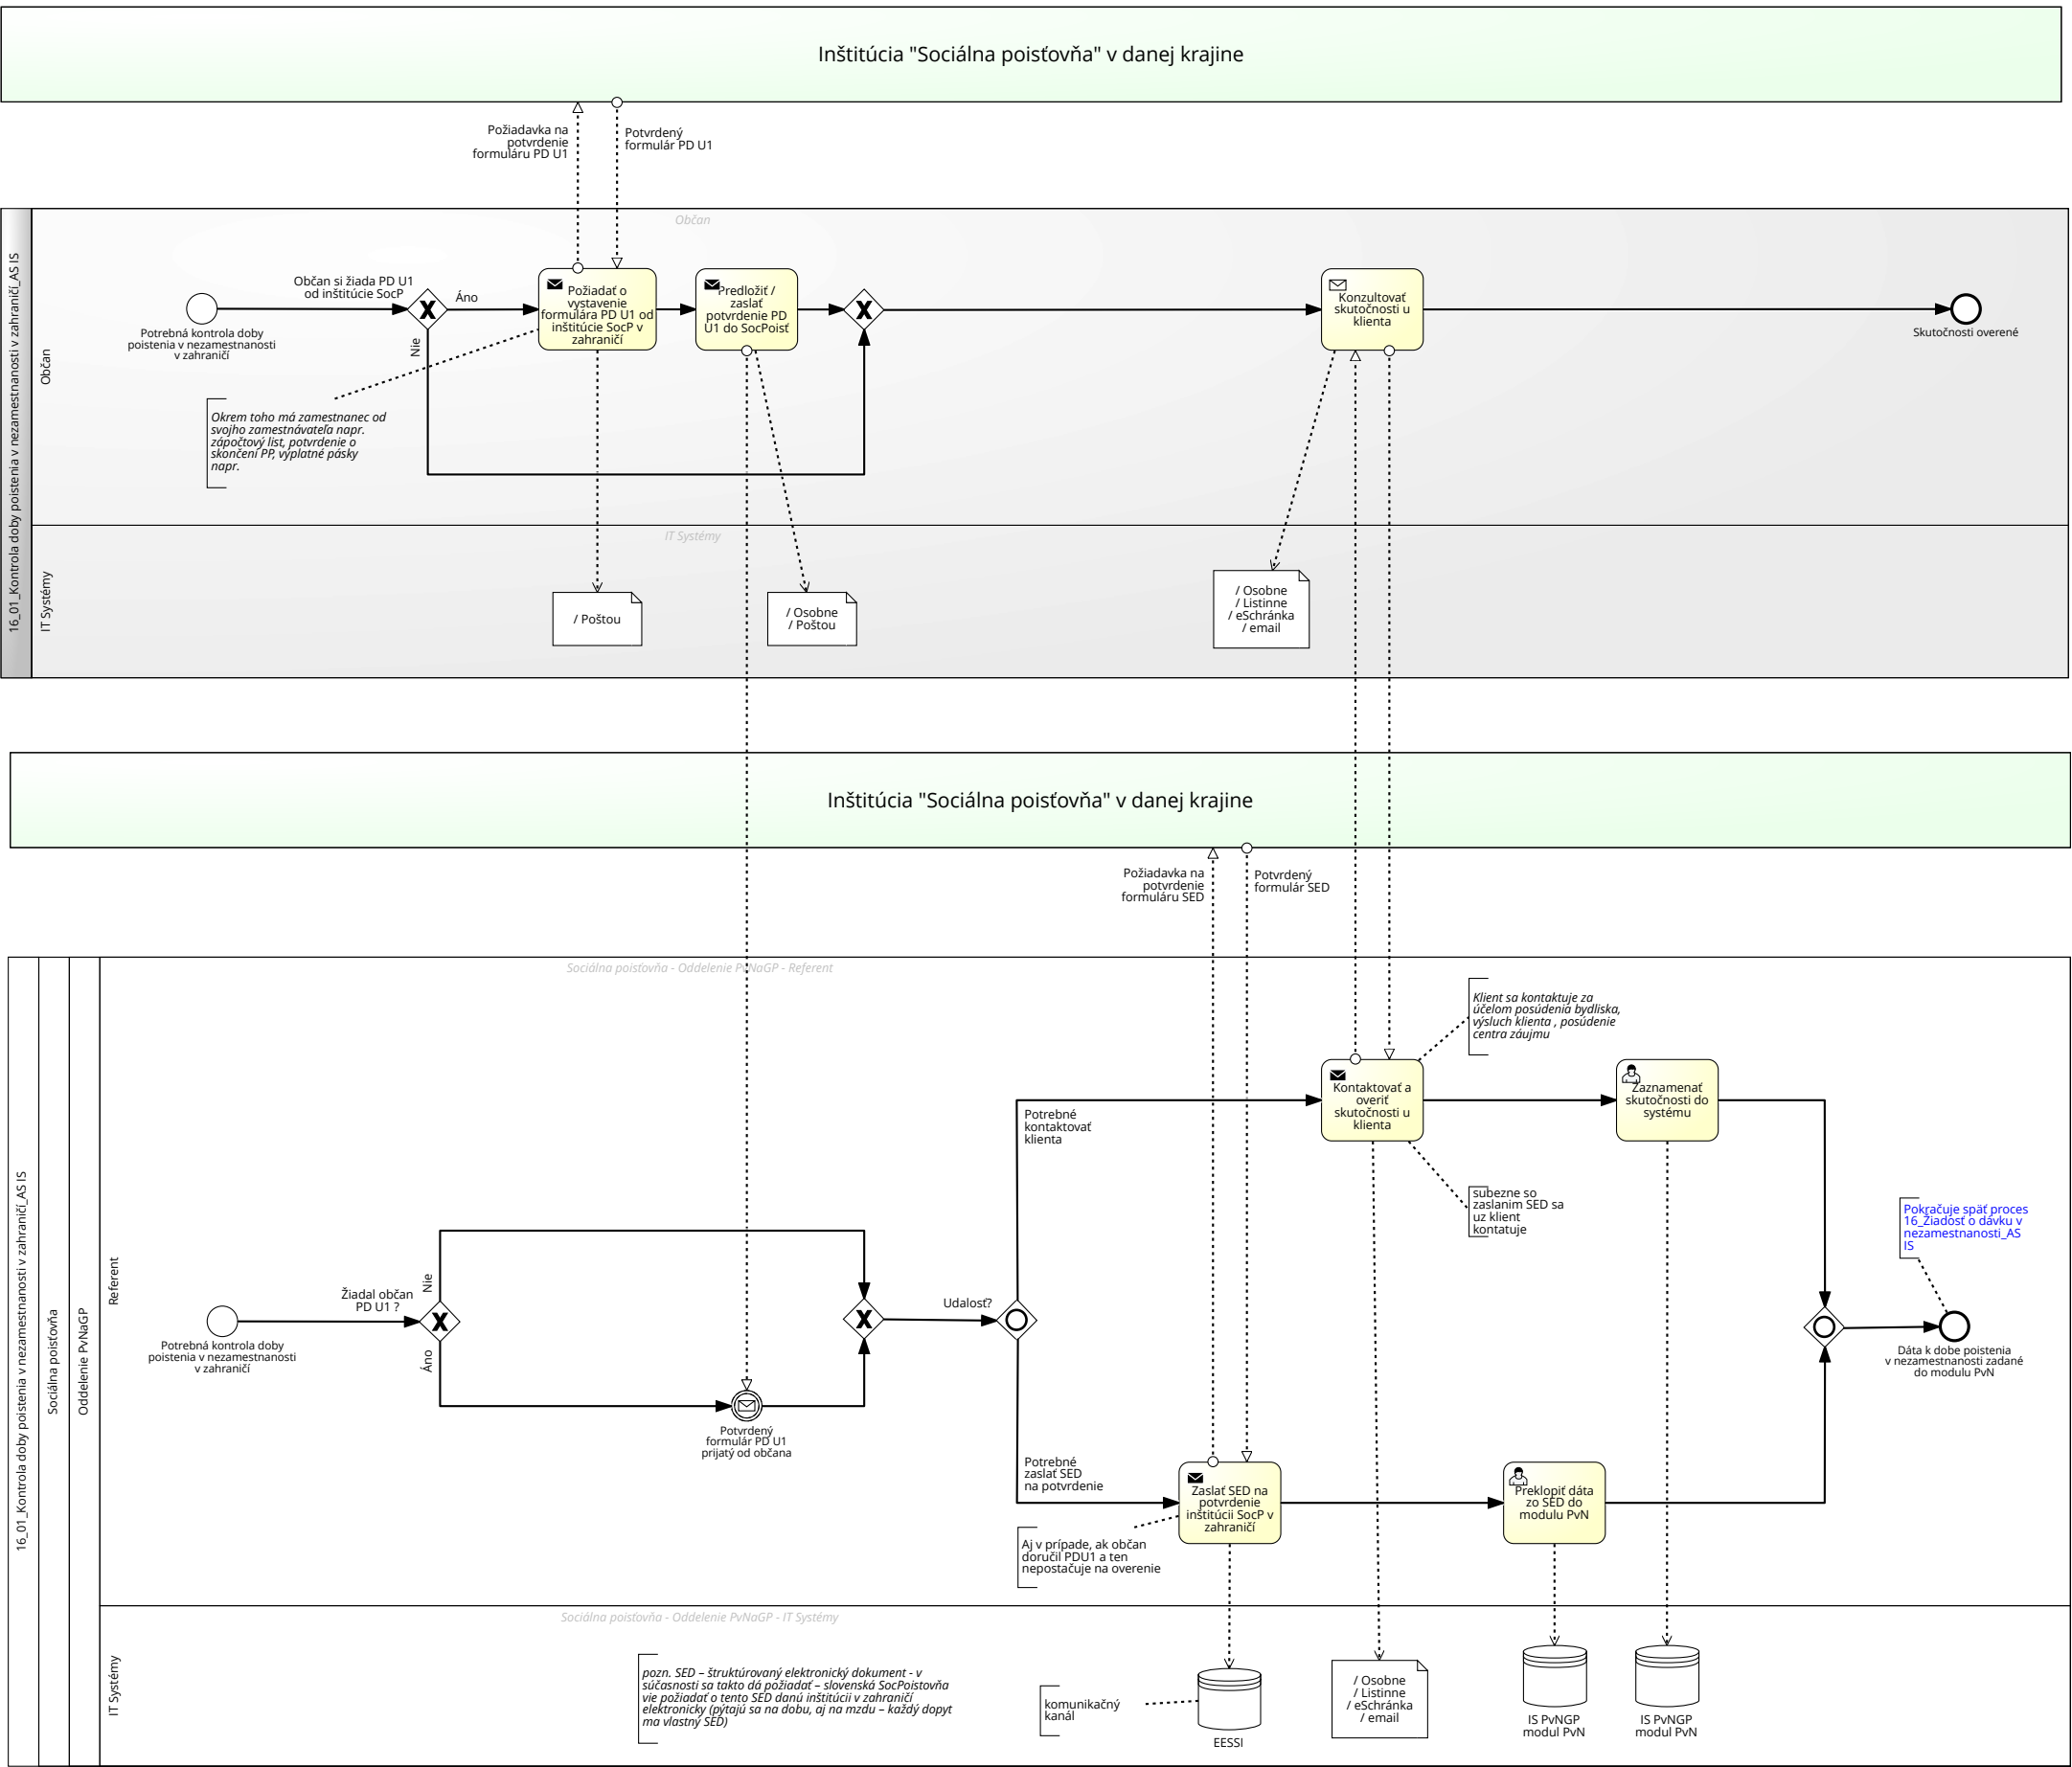 Inštitúcia "Sociálna poisťovňa" v danej krajine
Požiadavka na
potvrdenie
formuláru PD U1
Potvrdený
formulár PD U1
16_01_Kontrola doby poistenia v nezamestnanosti v zahraničí_AS IS
Občan
Občan
Potrebná kontrola doby
poistenia v nezamestnanosti
v zahraničí
Občan si žiada PD U1
od inštitúcie SocP
Áno
Nie
Požiadať o
vystavenie
formulára PD U1 od
inštitúcie SocP v
zahraničí
Predložiť /
zaslať
potvrdenie PD
U1 do SocPoisť
Konzultovať
skutočnosti u
klienta
Skutočnosti overené
Okrem toho má zamestnanec od
svojho zamestnávateľa napr.
zápočtový list, potvrdenie o
skončení PP, výplatné pásky
napr.
IT Systémy
IT Systémy
/ Poštou
/ Osobne
/ Poštou
/ Osobne
/ Listinne
/ eSchránka
/ email
Inštitúcia "Sociálna poisťovňa" v danej krajine
Požiadavka na
potvrdenie
formuláru SED
Potvrdený
formulár SED
16_01_Kontrola doby poistenia v nezamestnanosti v zahraničí_AS IS
Sociálna poisťovňa
Oddelenie PvNaGP
Referent
Sociálna poisťovňa - Oddelenie PvNaGP - Referent
Klient sa kontaktuje za
účelom posúdenia bydliska,
výsluch klienta , posúdenie
centra záujmu
Kontaktovať a
overiť
skutočnosti u
klienta
Zaznamenať
skutočnosti do
systému
Potrebné
kontaktovať
klienta
subezne so
zaslanim SED sa
uz klient
kontatuje
Pokračuje späť proces
16_Žiadosť o dávku v
nezamestnanosti_AS
IS
Potrebná kontrola doby
poistenia v nezamestnanosti
v zahraničí
Žiadal občan
PD U1 ?
Nie
Áno
Udalosť?
Potvrdený
formulár PD U1
prijatý od občana
Dáta k dobe poistenia
v nezamestnanosti zadané
do modulu PvN
Potrebné
zaslať SED
na potvrdenie
Zaslať SED na
potvrdenie
inštitúcii SocP v
zahraničí
Preklopiť dáta
zo SED do
modulu PvN
Aj v prípade, ak občan
doručil PDU1 a ten
nepostačuje na overenie
IT Systémy
Sociálna poisťovňa - Oddelenie PvNaGP - IT Systémy
pozn. SED – štruktúrovaný elektronický dokument - v
súčasnosti sa takto dá požiadať – slovenská SocPoistovňa
vie požiadať o tento SED danú inštitúcii v zahraničí
elektronicky (pýtajú sa na dobu, aj na mzdu – každý dopyt
ma vlastný SED)
komunikačný
kanál
EESSI
/ Osobne
/ Listinne
/ eSchránka
/ email
IS PvNGP
modul PvN
IS PvNGP
modul PvN